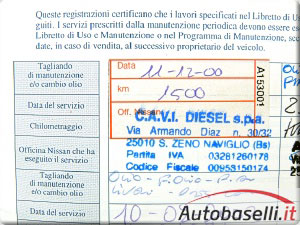 Queste registrazioni certificano che i lavori specificati nel Libretto di U
guiti. I servizi prescritti dalla manutenzione periodica devono essere es
Libretto di Uso e Manutenzione o nel Programma di Manutenzione, sec
date, in caso di vendita, al successivo proprietario del veicolo.
Tagliando
di manutenzione
e/o cambio olio
Data del servizio
Chilometraggio
Officina Nissan che ha
eseguito il servizio
Tagliando
di manutenzione
e/o cambio olio
Data del servizio
Data
11-12-00
km
1500
Off. Nissan
A153001
C.A.V.I. DIESEL s.p.a.
Via Armando Diaz n. 30/32
25010 S. ZENO NAVIGLIO (Bs)
Partita IVA 03281260178
Codice Fiscale 00953150174
Autobaselli.it